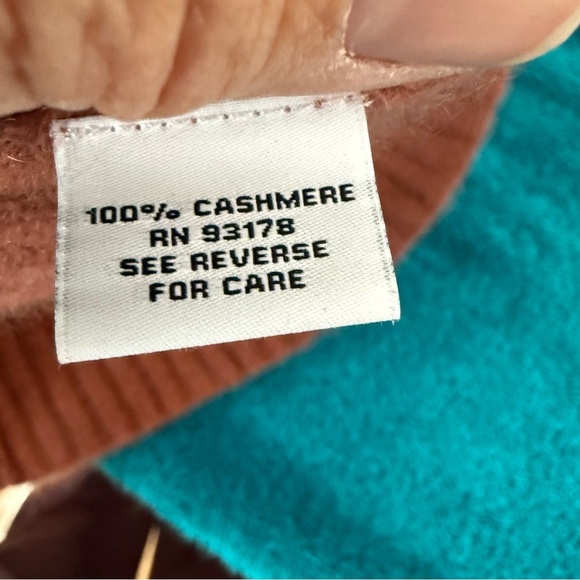 100% CASHMERE
RN 93178
SEE REVERSE
FOR CARE